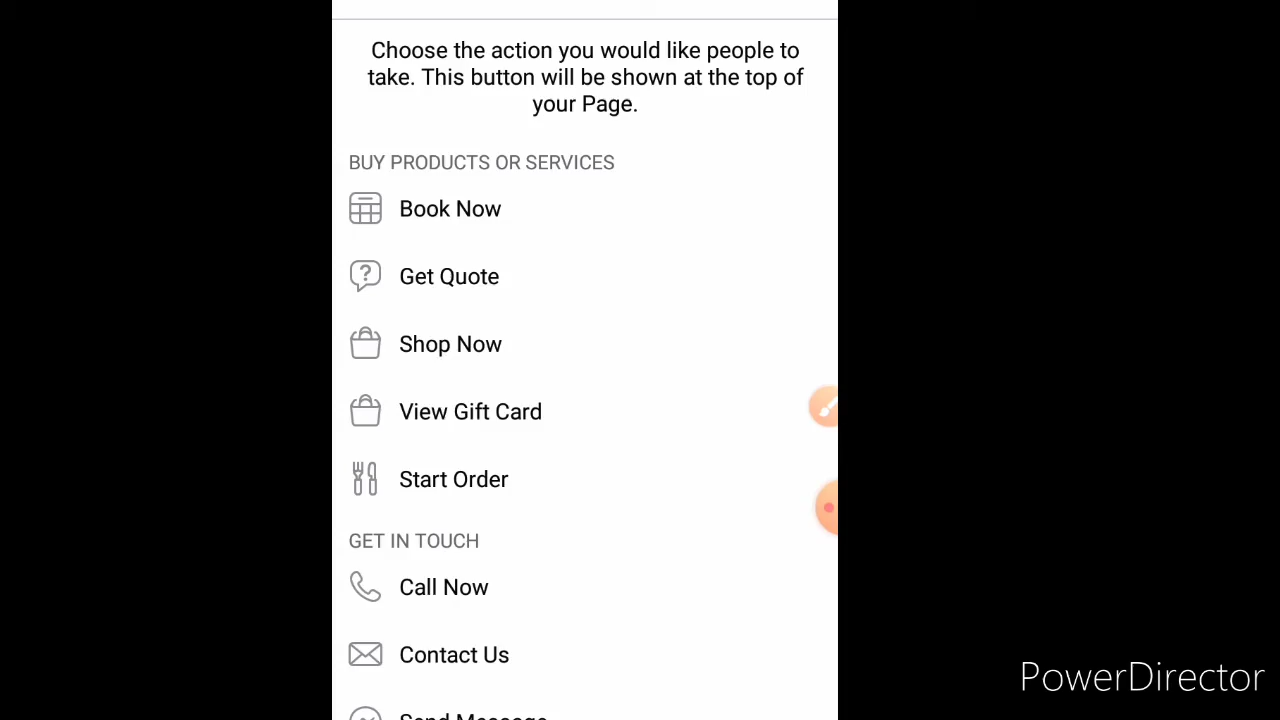 Choose the action you would like people to
take. This button will be shown at the top of
your Page.
BUY PRODUCTS OR SERVICES
Book Now
Get Quote
Shop Now
View Gift Card
Start Order
GET IN TOUCH
Call Now
Contact Us
Send Message
PowerDirector